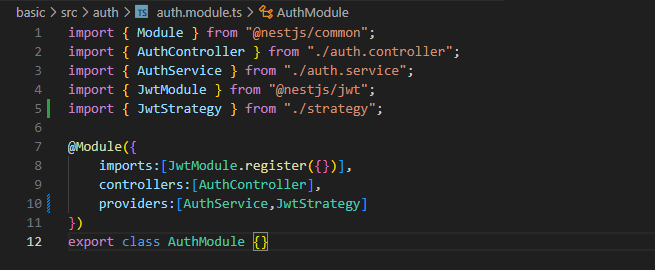 basic > src > auth > TS auth.module.ts > AuthModule
1 import { Module } from "@nestjs/common";
2 import { AuthController } from "./auth.controller";
3 import { AuthService } from "./auth.service";
4 import { JwtModule } from "@nestjs/jwt";
5 import { JwtStrategy } from "./strategy";
6
7 @Module({
8     imports:[JwtModule.register({})],
9     controllers:[AuthController],
10     providers:[AuthService,JwtStrategy]
11 })
12 export class AuthModule {}